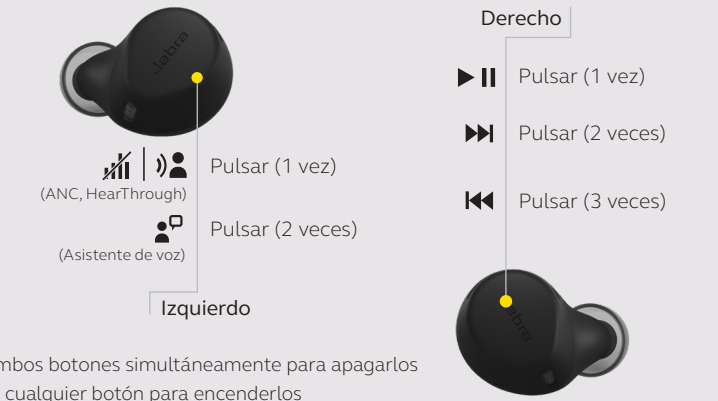 Jabra
Pulsar (1 vez)
(ANC, HearThrough)
Pulsar (2 veces)
(Asistente de voz)
Izquierdo
Derecho
Pulsar (1 vez)
Pulsar (2 veces)
Pulsar (3 veces)
Jabra
botones simultáneamente para apagarlos
cualquier botón para encenderlos